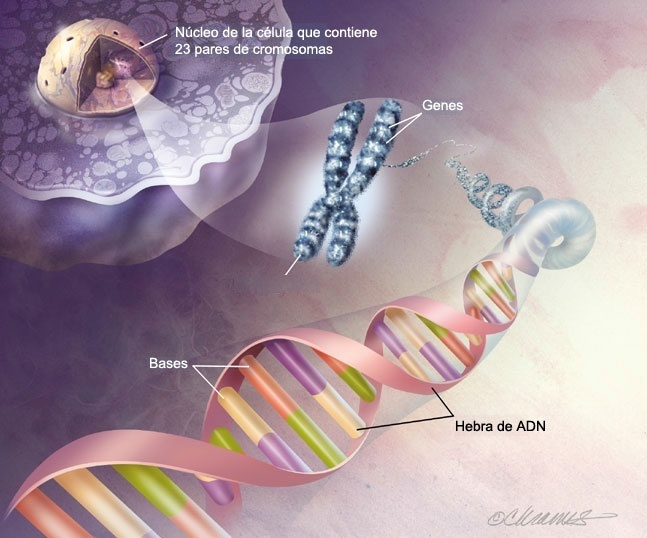 Núcleo de la célula que contiene
23 pares de cromosomas
Genes
Bases
Hebra de ADN